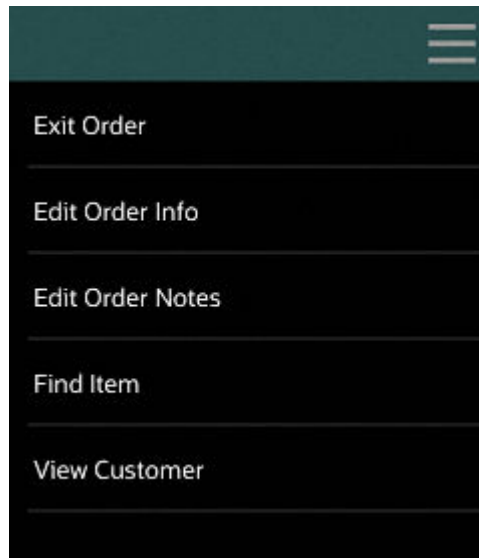 Exit Order
Edit Order Info
Edit Order Notes
Find Item
View Customer